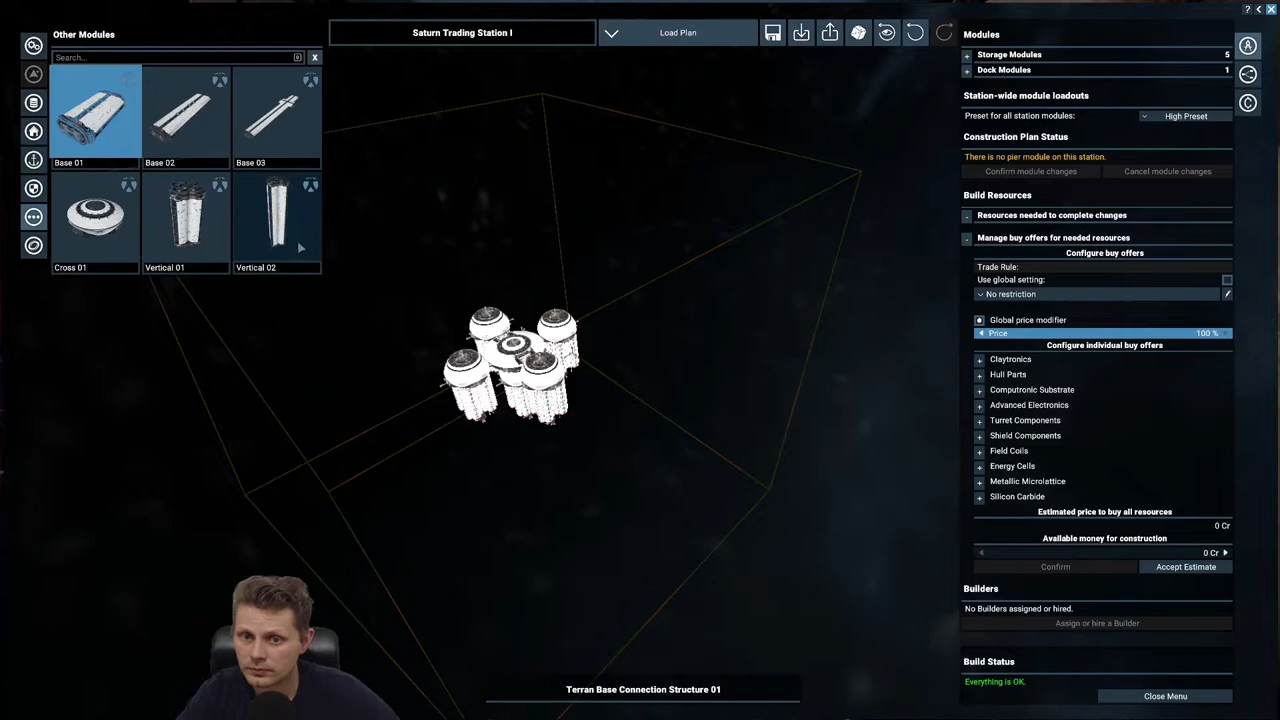 Other Modules
Search...
x
Base 01
Base 02
Base 03
Cross 01
Vertical 01
Vertical 02
Saturn Trading Station I
Load Plan
?
Modules
+ Storage Modules 5
+ Dock Modules 1
Station-wide module loadouts
Preset for all station modules: High Preset
Construction Plan Status
There is no pier module on this station.
Confirm module changes Cancel module changes
Build Resources
- Resources needed to complete changes
- Manage buy offers for needed resources
Configure buy offers
Trade Rule:
Use global setting:
No restriction
Global price modifier
Price 100 %
Configure individual buy offers
+ Claytronics
+ Hull Parts
+ Computronic Substrate
+ Advanced Electronics
+ Turret Components
+ Shield Components
+ Field Coils
+ Energy Cells
+ Metallic Microlattice
+ Silicon Carbide
Estimated price to buy all resources
0 Cr
Available money for construction
0 Cr
Confirm Accept Estimate
Builders
No Builders assigned or hired.
Assign or hire a Builder
Build Status
Everything is OK.
Close Menu
Terran Base Connection Structure 01